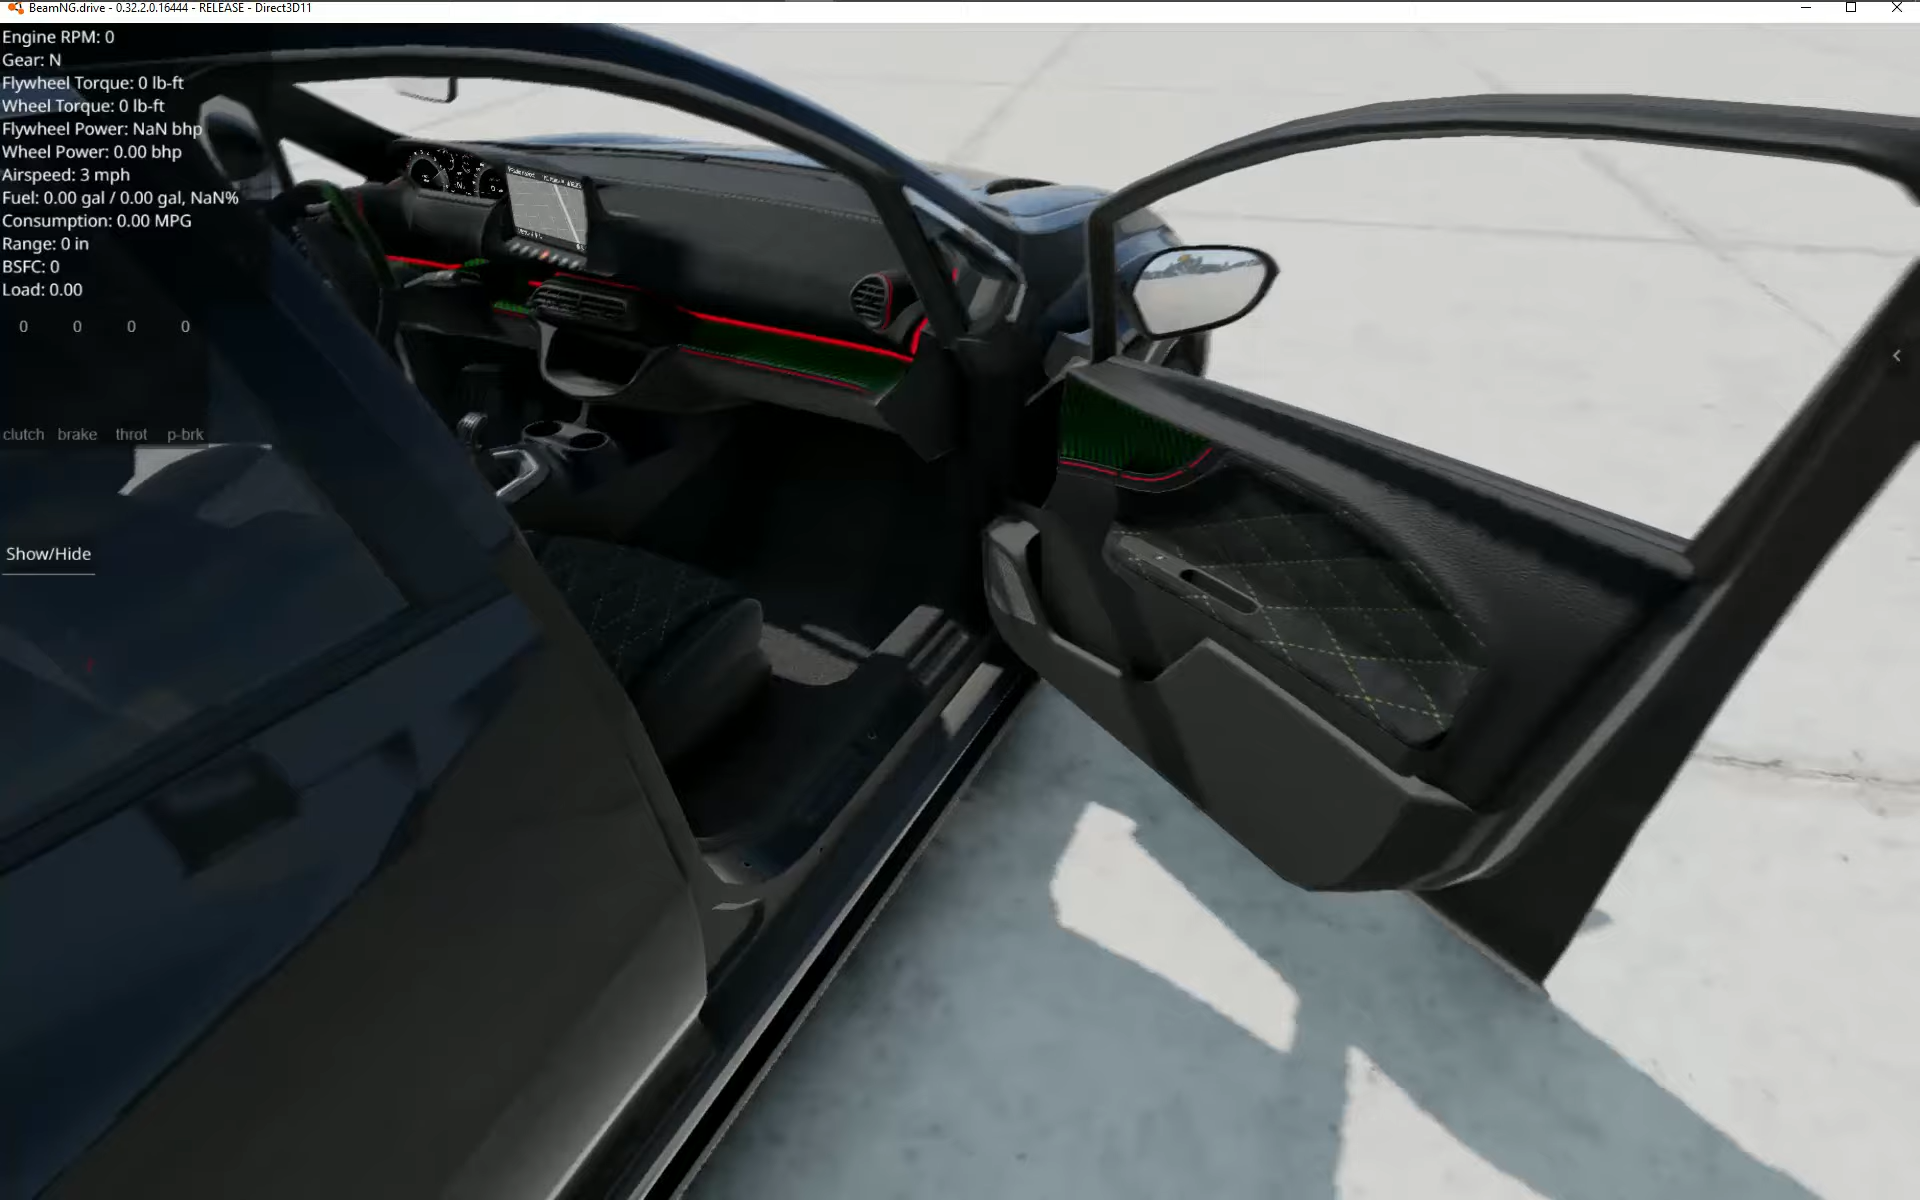 BeamNG.drive - 0.32.2.0.16444 - RELEASE - Direct3D11
Engine RPM: 0
Gear: N
Flywheel Torque: 0 lb-ft
Wheel Torque: 0 lb-ft
Flywheel Power: NaN bhp
Wheel Power: 0.00 bhp
Airspeed: 3 mph
Fuel: 0.00 gal / 0.00 gal, NaN%
Consumption: 0.00 MPG
Range: 0 in
BSFC: 0
Load: 0.00
0 0 0 0
clutch brake throt p-brk
Show/Hide